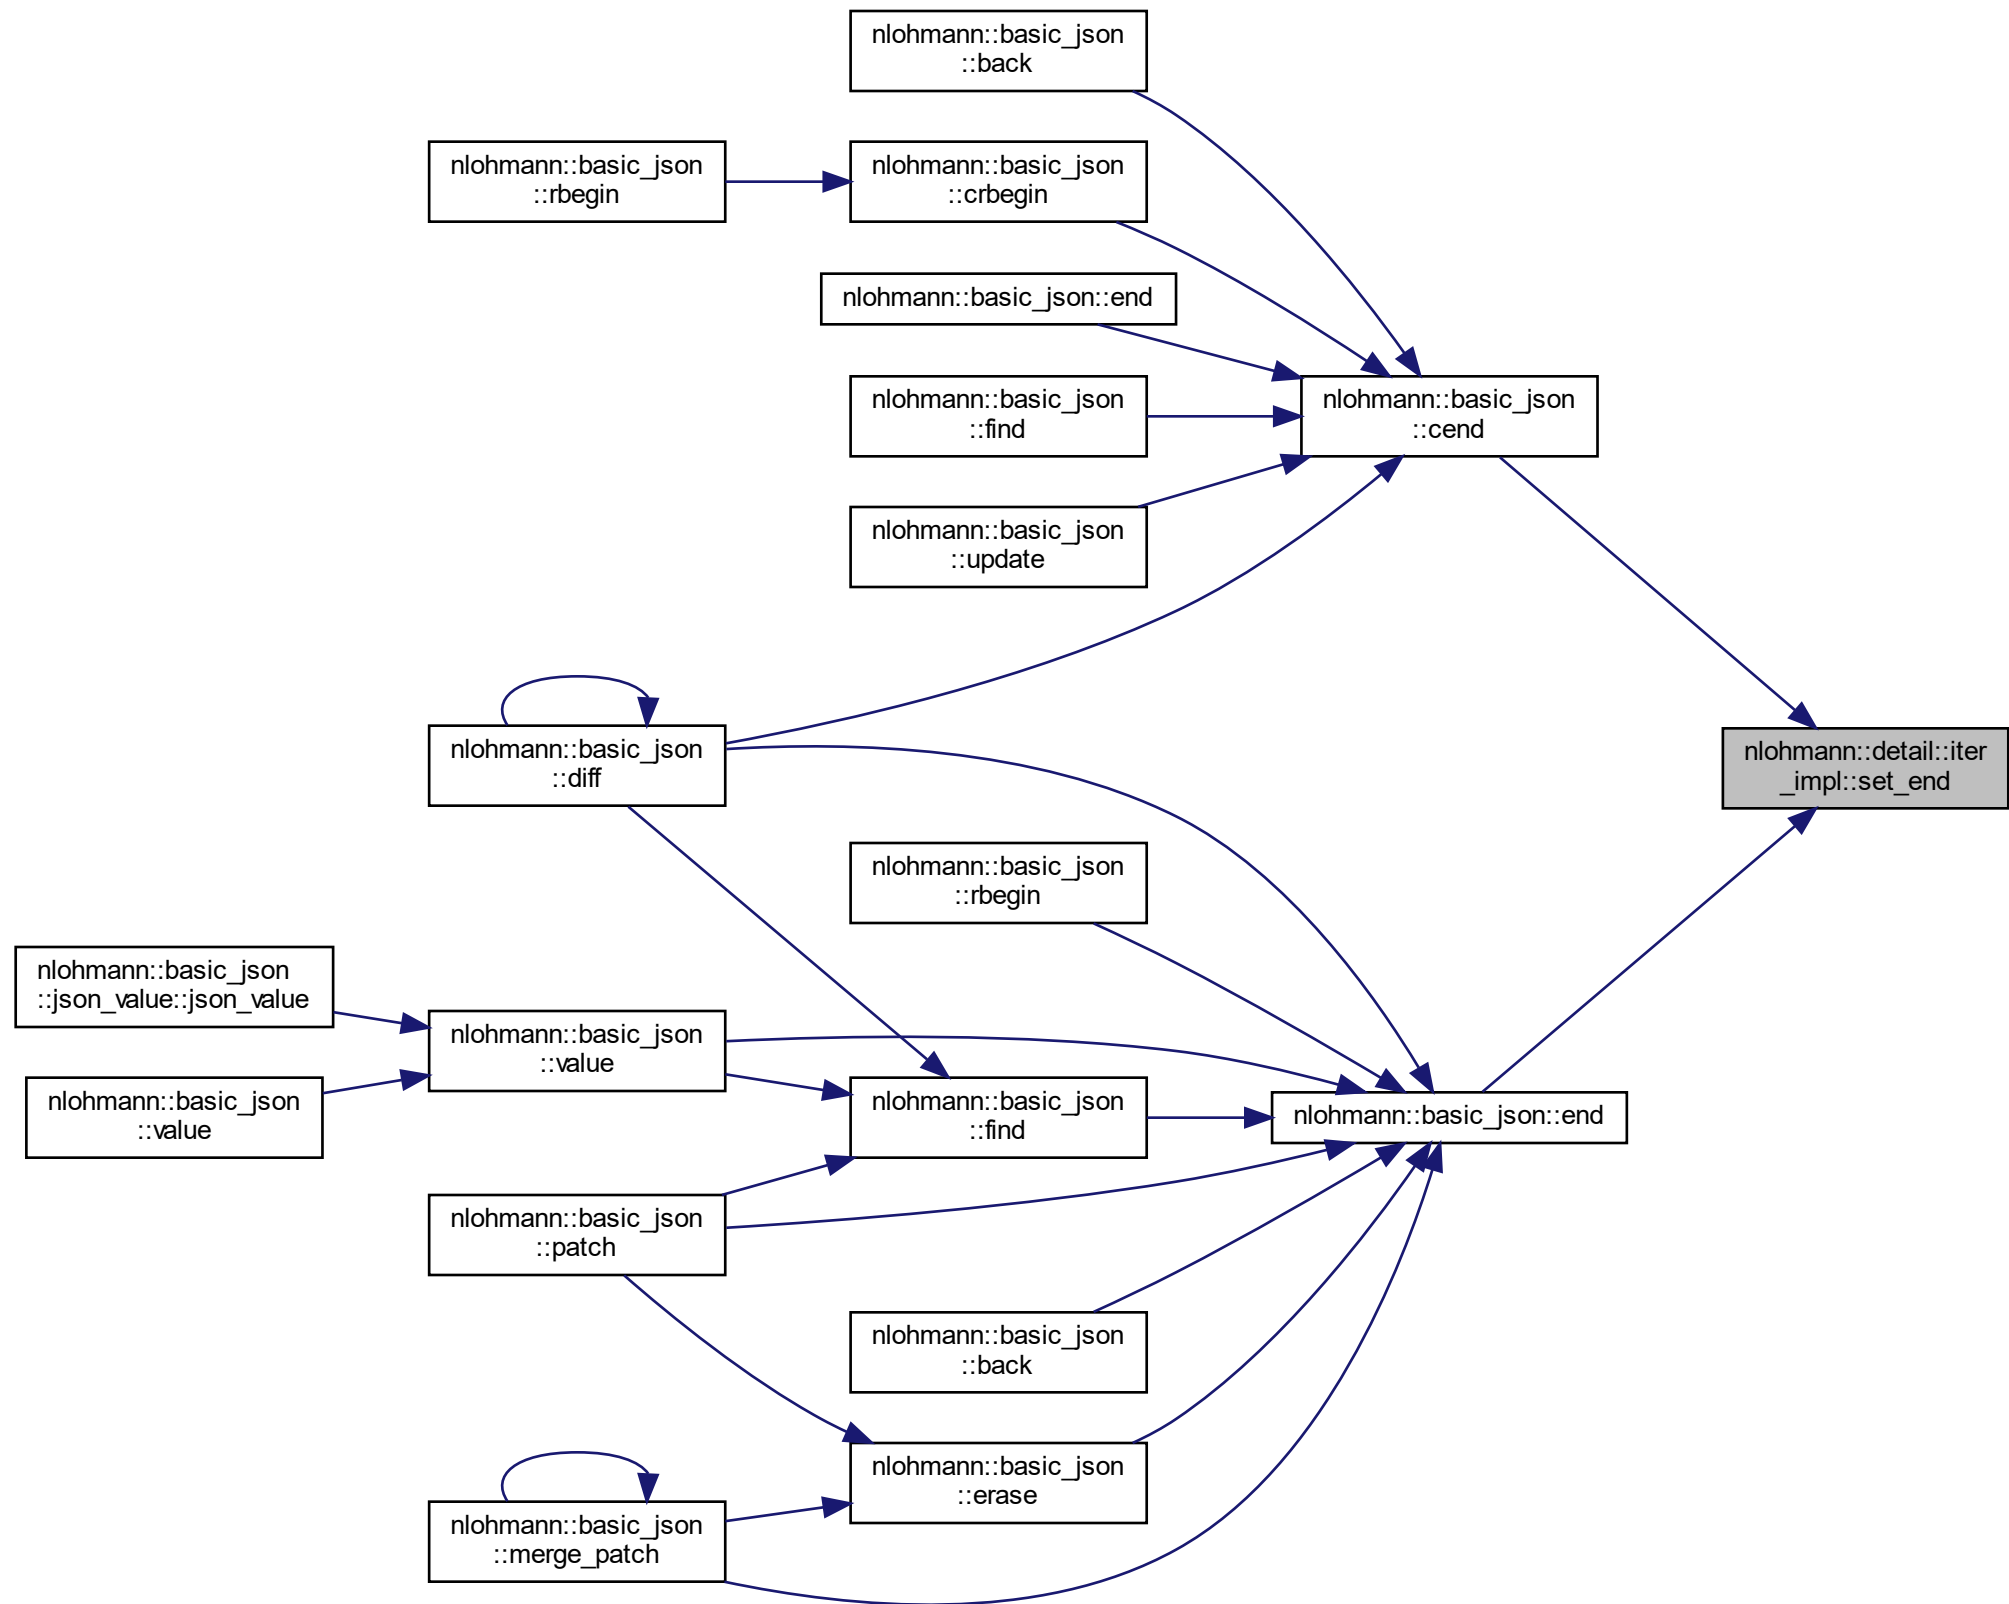 nlohmann::basic_json
::back
nlohmann::basic_json
::rbegin
nlohmann::basic_json
::crbegin
nlohmann::basic_json::end
nlohmann::basic_json
::find
nlohmann::basic_json
::cend
nlohmann::basic_json
::update
nlohmann::basic_json
::diff
nlohmann::detail::iter
_impl::set_end
nlohmann::basic_json
::rbegin
nlohmann::basic_json
::json_value::json_value
nlohmann::basic_json
::value
nlohmann::basic_json
::value
nlohmann::basic_json
::find
nlohmann::basic_json::end
nlohmann::basic_json
::patch
nlohmann::basic_json
::back
nlohmann::basic_json
::erase
nlohmann::basic_json
::merge_patch